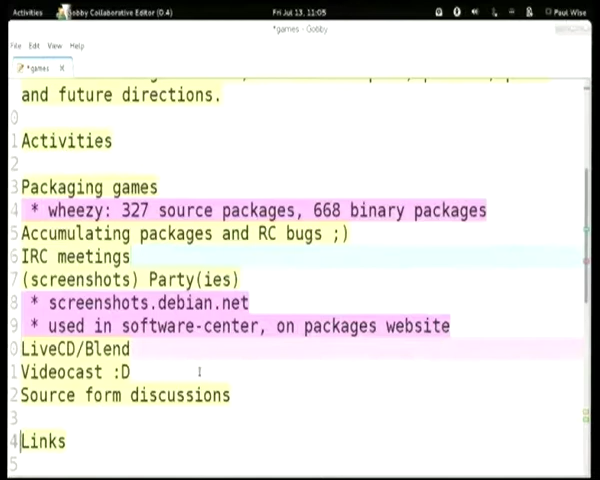 Activities Gobby Collaborative Editor (0.4) Fri Jul 13, 11:05 Paul Wise
*games - Gobby
File Edit View Help
*games x
and future directions.
0
1 Activities
2
3 Packaging games
4 * wheezy: 327 source packages, 668 binary packages
5 Accumulating packages and RC bugs ;)
6 IRC meetings
7 (screenshots) Party(ies)
8 * screenshots.debian.net
9 * used in software-center, on packages website
0 LiveCD/Blend
1 Videocast :D
2 Source form discussions
3
4 Links
5